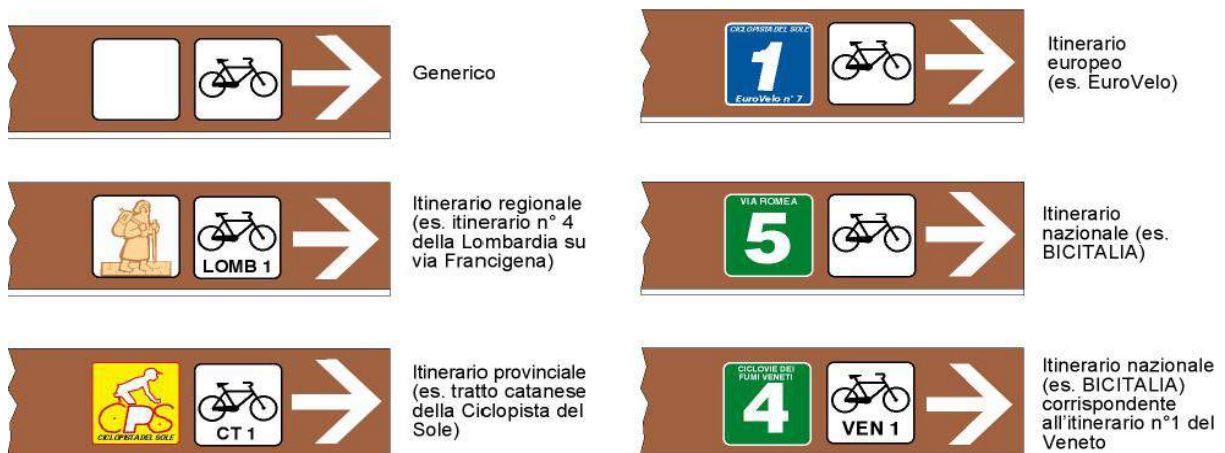 Generico
CICLOPISTA DEL SOLE
1
EuroVelo n° 7
Itinerario
europeo
(es. EuroVelo)
LOMB 1
Itinerario regionale
(es. itinerario n° 4
della Lombardia su
via Francigena)
VIA ROMEA
5
Itinerario
nazionale (es.
BICITALIA)
CPS
CICLOPISTA DEL SOLE
CT 1
Itinerario provinciale
(es. tratto catanese
della Ciclopista del
Sole)
CICLOVIE DEI
FUMI VENETI
4
VEN 1
Itinerario nazionale
(es. BICITALIA)
corrispondente
all'itinerario n°1 del
Veneto